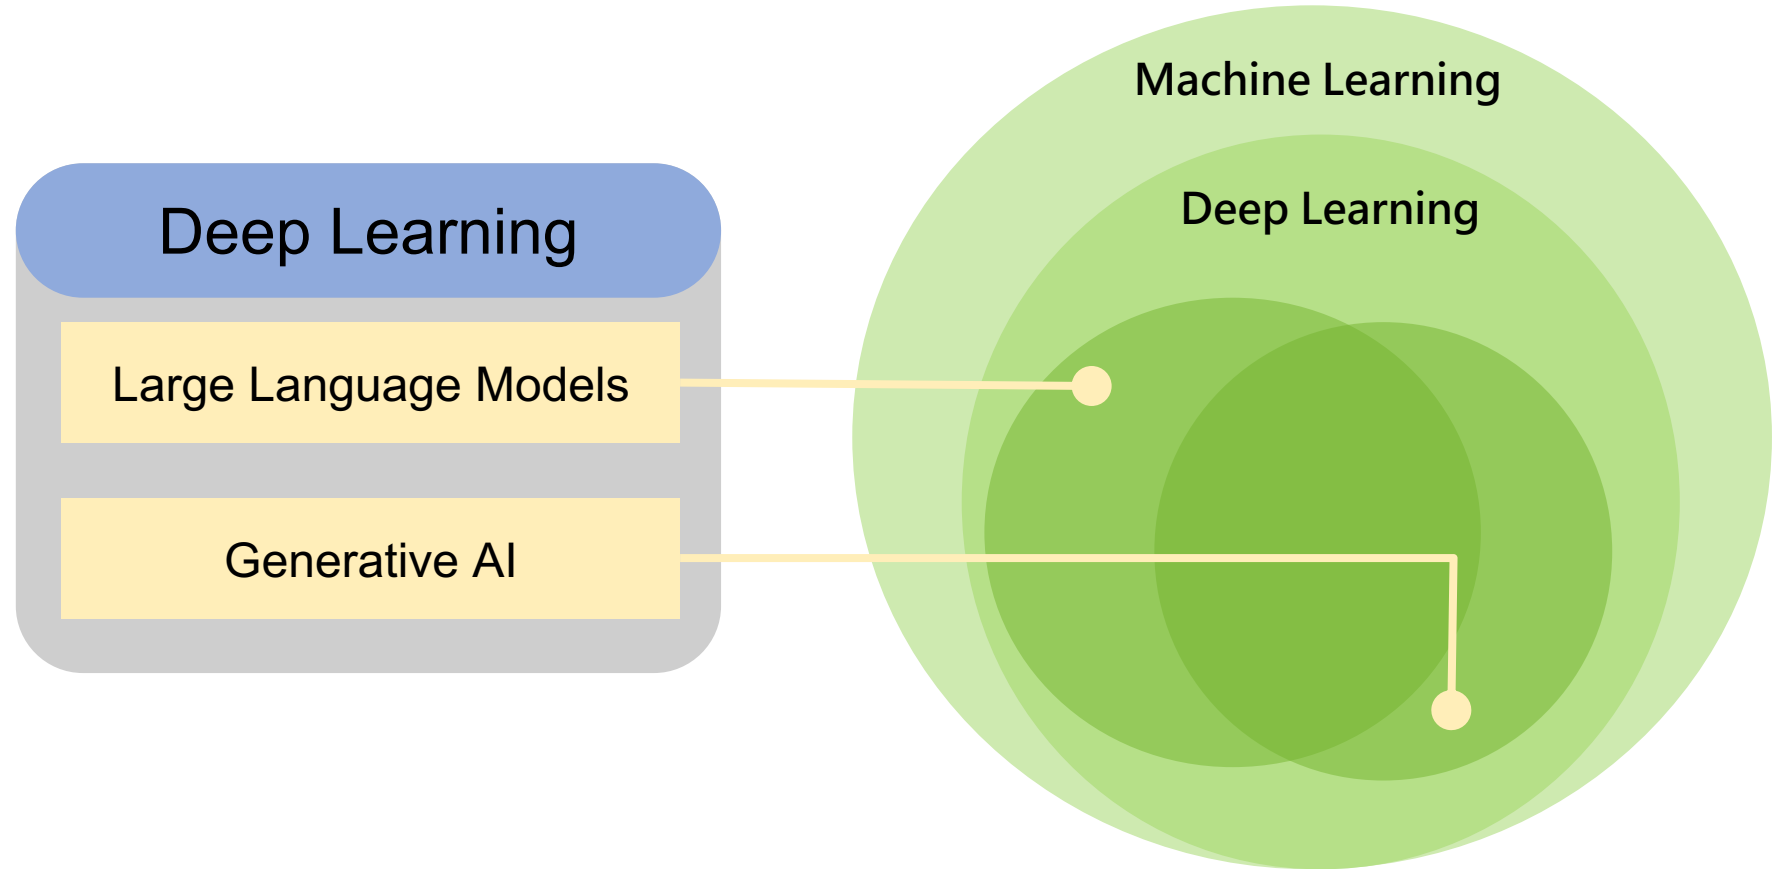 Machine Learning
Deep Learning
Deep Learning
Large Language Models
Generative AI